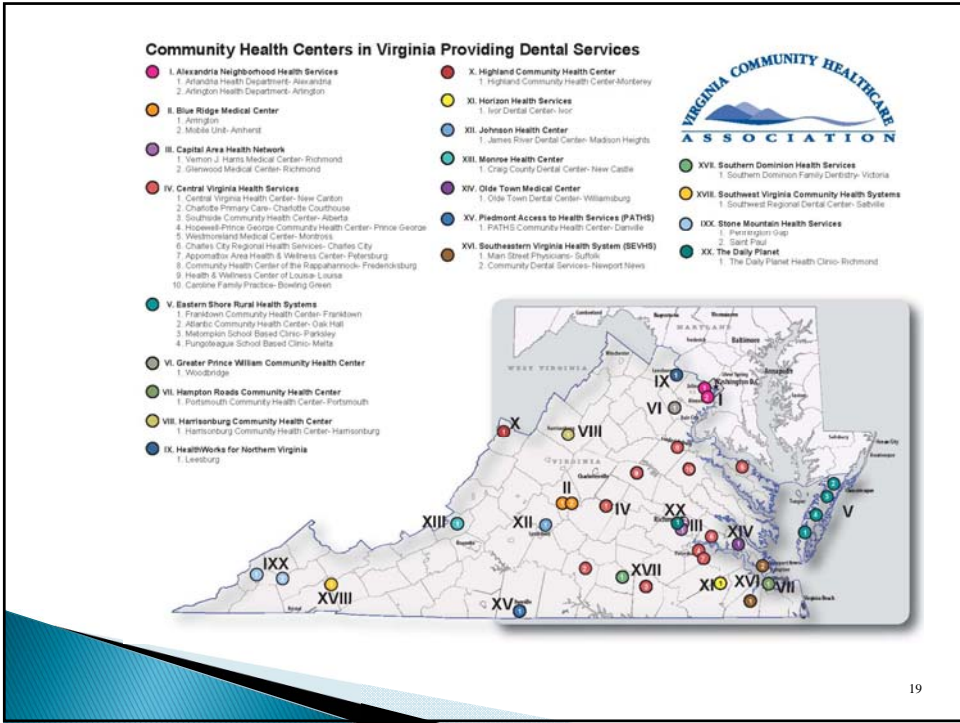 Community Health Centers in Virginia Providing Dental Services
I. Alexandria Neighborhood Health Services
1. Arlandria Health Department- Alexandria
2. Arlington Health Department- Arlington
II. Blue Ridge Medical Center
1. Arrington
2. Mobile Unit- Amherst
III. Capital Area Health Network
1. Vernon J. Harris Medical Center- Richmond
2. Glenwood Medical Center- Richmond
IV. Central Virginia Health Services
1. Central Virginia Health Center- New Canton
2. Charlotte Primary Care- Charlotte Courthouse
3. Southside Community Health Center- Alberta
4. Hopewell-Prince George Community Health Center- Prince George
5. Westmoreland Medical Center- Montross
6. Charles City Regional Health Services- Charles City
7. Appomattox Area Health & Wellness Center- Petersburg
8. Community Health Center of the Rappahannock- Fredericksburg
9. Health & Wellness Center of Louisa- Louisa
10. Caroline Family Practice- Bowling Green
V. Eastern Shore Rural Health Systems
1. Franktown Community Health Center- Franktown
2. Atlantic Community Health Center- Oak Hall
3. Metompkin School Based Clinic- Parksley
4. Pungoteague School Based Clinic- Melfa
VI. Greater Prince William Community Health Center
1. Woodbridge
VII. Hampton Roads Community Health Center
1. Portsmouth Community Health Center- Portsmouth
VIII. Harrisonburg Community Health Center
1. Harrisonburg Community Health Center- Harrisonburg
IX. HealthWorks for Northern Virginia
1. Leesburg
X. Highland Community Health Center
1. Highland Community Health Center-Monterey
XI. Horizon Health Services
1. Ivor Dental Center- Ivor
XII. Johnson Health Center
1. James River Dental Center- Madison Heights
XIII. Monroe Health Center
1. Craig County Dental Center- New Castle
XIV. Olde Town Medical Center
1. Olde Town Dental Center- Williamsburg
XV. Piedmont Access to Health Services (PATHS)
1. PATHS Community Health Center- Danville
XVI. Southeastern Virginia Health System (SEVHS)
1. Main Street Physicians- Suffolk
2. Community Dental Services- Newport News
VIRGINIA COMMUNITY HEALTHCARE
ASSOCIATION
XVII. Southern Dominion Health Services
1. Southern Dominion Family Dentistry- Victoria
XVIII. Southwest Virginia Community Health Systems
1. Southwest Regional Dental Center- Saltville
IXX. Stone Mountain Health Services
1. Pennington Gap
2. Saint Paul
XX. The Daily Planet
1. The Daily Planet Health Clinic- Richmond
MARYLAND
Baltimore
WEST VIRGINIA
Winchester
Annapolis
Washington D.C.
IX
I
VI
X
VIII
VIRGINIA
Charlottesville
Salisbury
Ocean City
II
IV
XX
III
Richmond
V
XIII
XII
XIV
Roanoke
IXX
XVIII
XVII
XI
XVI
VII
XV
Virginia Beach
19